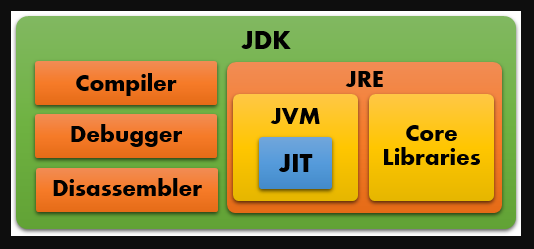 JDK
Compiler
Debugger
Disassembler
JRE
JVM
JIT
Core
Libraries